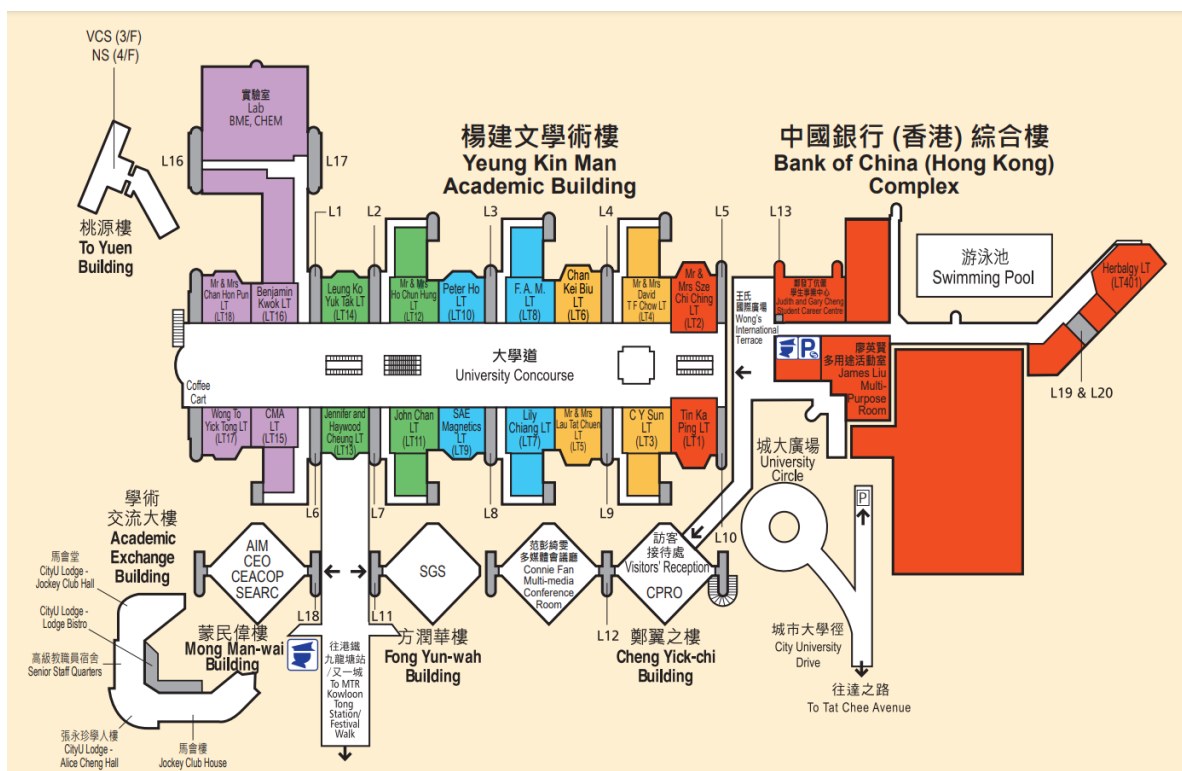 VCS (3/F)
NS (4/F)
桃源樓
To Yuen
Building
實驗室
Lab
BME, CHEM
L16
L17
楊建文學術樓
Yeung Kin Man
Academic Building
中國銀行 (香港) 綜合樓
Bank of China (Hong Kong)
Complex
L1
L2
L3
L4
L5
L13
Mr & Mrs
Chan Hon Pun
LT
(LT18)
Benjamin
Kwok LT
(LT16)
Leung Ko
Yuk Tak LT
(LT14)
Mr & Mrs
Ho Chun Hung
LT
(LT12)
Peter Ho
LT
(LT10)
F. A. M.
LT
(LT8)
Chan
Kei Biu
LT
(LT6)
Mr & Mrs
David
T F Chow LT
(LT4)
Mr &
Mrs Sze
Chi Ching
LT
(LT2)
王氏
國際廣場
Wong's
International
Terrace
鄭發丁伉儷
學生事業中心
Judith and Gary Cheng
Student Career Centre
游泳池
Swimming Pool
Herbalgy LT
(LT401)
L19 & L20
大學道
University Concourse
Coffee
Cart
P
廖英賢
多用途活動室
James Liu
Multi-
Purpose
Room
Wong To
Yick Tong LT
(LT17)
CMA
LT
(LT15)
Jennifer and
Haywood
Cheung LT
(LT13)
John Chan
LT
(LT11)
SAE
Magnetics
LT
(LT9)
Lily
Chiang LT
(LT7)
Mr & Mrs
Lau Tat Chuen
LT
(LT5)
C Y Sun
LT
(LT3)
Tin Ka
Ping LT
(LT1)
城大廣場
University
Circle
P
L6
L7
L8
L9
L10
學術
交流大樓
Academic
Exchange
Building
馬會堂
CityU Lodge -
Jockey Club Hall
CityU Lodge -
Lodge Bistro
高級教職員宿舍
Senior Staff Quarters
張永珍學人樓
CityU Lodge -
Alice Cheng Hall
馬會樓
Jockey Club House
AIM
CEO
CEACOP
SEARC
L18
蒙民偉樓
Mong Man-wai
Building
SGS
L11
方潤華樓
Fong Yun-wah
Building
范彭綺雯
多媒體會議廳
Connie Fan
Multi-media
Conference
Room
L12
訪客
接待處
Visitors' Reception
CPRO
鄭翼之樓
Cheng Yick-chi
Building
往港鐵
九龍塘站
/又一城
To MTR
Kowloon
Tong
Station/
Festival
Walk
城市大學徑
City University
Drive
往達之路
To Tat Chee Avenue